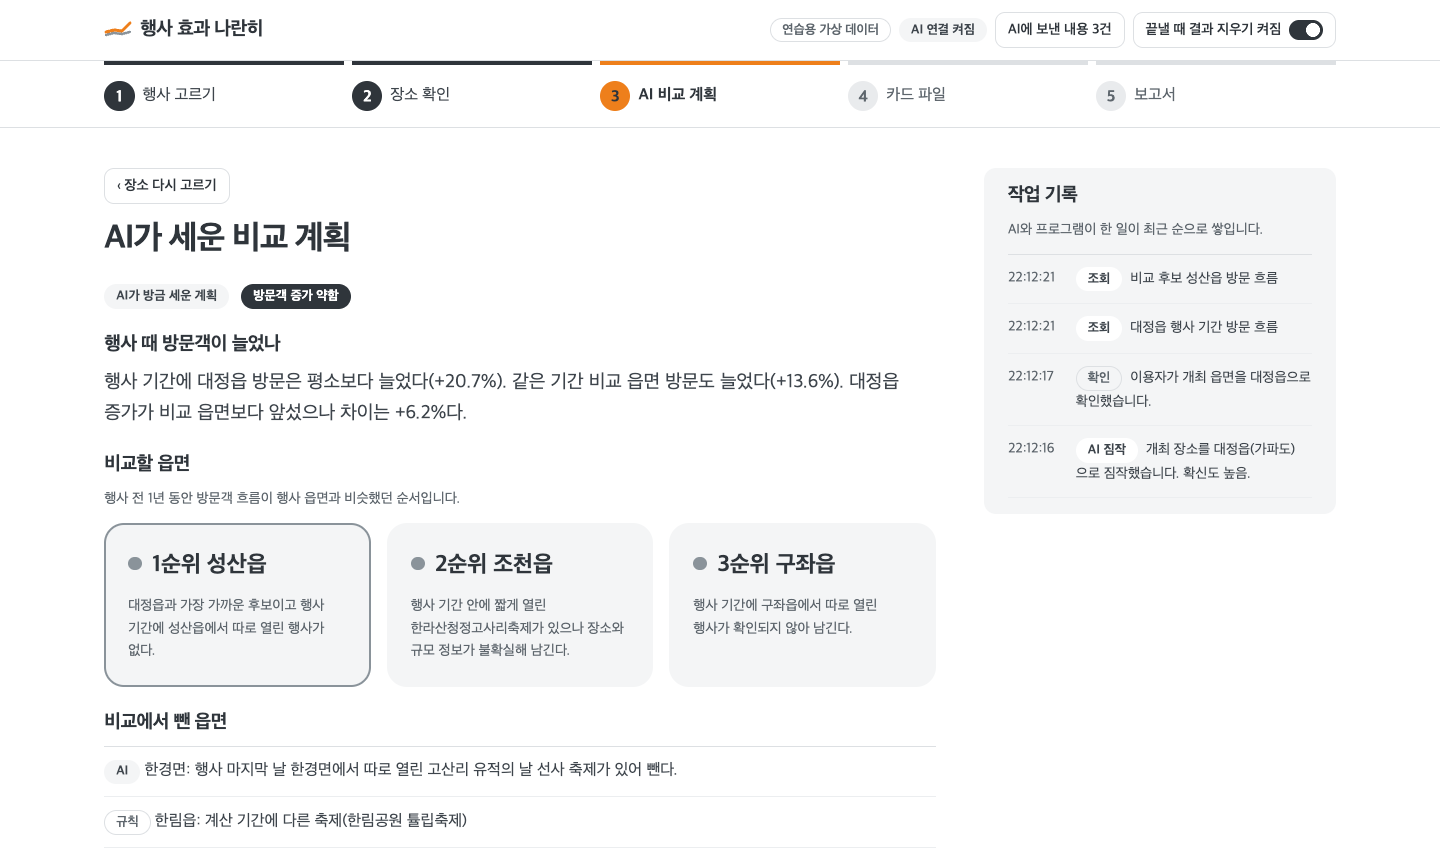 행사 효과 나란히
연습용 가상 데이터
AI 연결 켜짐
AI에 보낸 내용 3건
끝낼 때 결과 지우기 켜짐
1 행사 고르기
2 장소 확인
3 AI 비교 계획
4 카드 파일
5 보고서
‹ 장소 다시 고르기
AI가 세운 비교 계획
AI가 방금 세운 계획
방문객 증가 약함
행사 때 방문객이 늘었나
행사 기간에 대정읍 방문은 평소보다 늘었다(+20.7%). 같은 기간 비교 읍면 방문도 늘었다(+13.6%). 대정읍
증가가 비교 읍면보다 앞섰으나 차이는 +6.2%다.
비교할 읍면
행사 전 1년 동안 방문객 흐름이 행사 읍면과 비슷했던 순서입니다.
1순위 성산읍
대정읍과 가장 가까운 후보이고 행사
기간에 성산읍에서 따로 열린 행사가
없다.
2순위 조천읍
행사 기간 안에 짧게 열린
한라산청정고사리축제가 있으나 장소와
규모 정보가 불확실해 남긴다.
3순위 구좌읍
행사 기간에 구좌읍에서 따로 열린
행사가 확인되지 않아 남긴다.
비교에서 뺀 읍면
AI 한경면: 행사 마지막 날 한경면에서 따로 열린 고산리 유적의 날 선사 축제가 있어 뺀다.
규칙 한림읍: 계산 기간에 다른 축제(한림공원 튤립축제)
작업 기록
AI와 프로그램이 한 일이 최근 순으로 쌓입니다.
22:12:21 조회 비교 후보 성산읍 방문 흐름
22:12:21 조회 대정읍 행사 기간 방문 흐름
22:12:17 확인 이용자가 개최 읍면을 대정읍으로
확인했습니다.
22:12:16 AI 짐작 개최 장소를 대정읍(가파도)
으로 짐작했습니다. 확신도 높음.